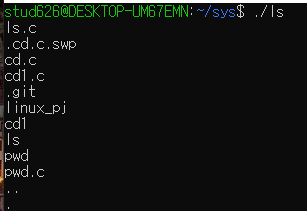 stud626@DESKTOP-UM67EMN:~/sys$ ./ls
ls.c
.cd.c.swp
cd.c
cd1.c
.git
linux_pj
cd1
ls
pwd
pwd.c
..
.